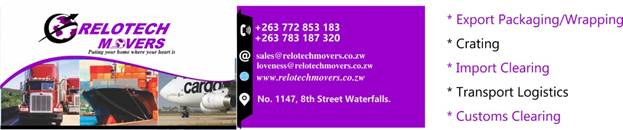 RELOTECH
MOVERS
Puting your home where your heart is
cargo
+263 772 853 183
+263 783 187 320
@
sales@relotechmovers.co.zw
loveness@relotechmovers.co.zw
www.relotechmovers.co.zw
No. 1147, 8th Street Waterfalls.
* Export Packaging/Wrapping
* Crating
* Import Clearing
* Transport Logistics
* Customs Clearing